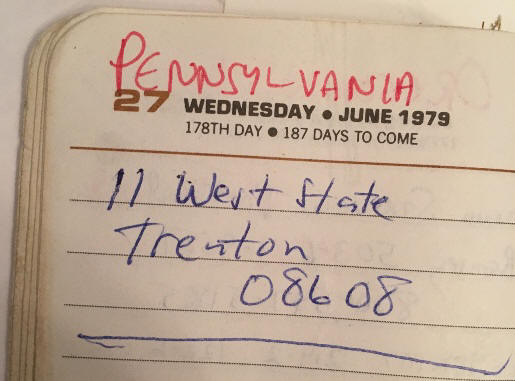 PENNSYLVANIA
27 WEDNESDAY • JUNE 1979
178TH DAY • 187 DAYS TO COME
11 West State
Trenton
08608